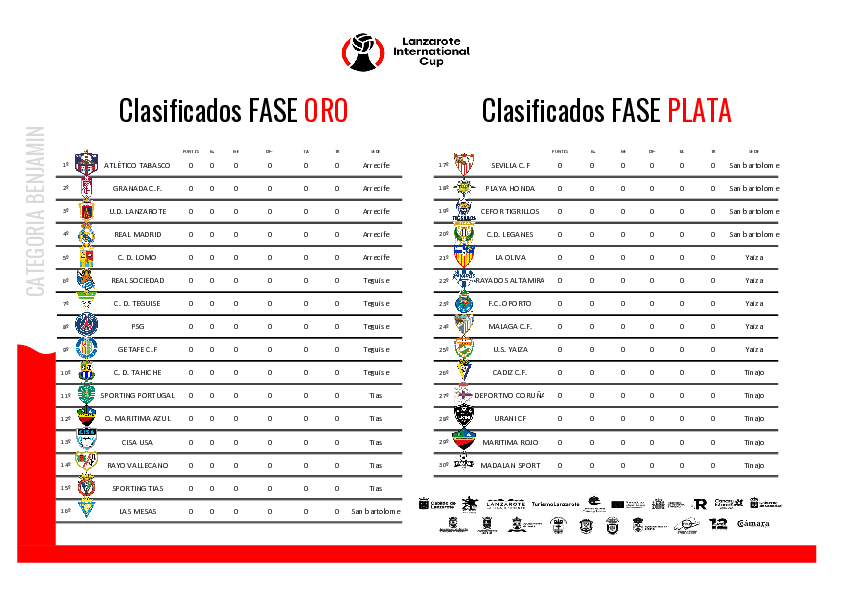 Lanzarote
International
Cup
Clasificados FASE ORO
CATEGORIA BENJAMIN
PUNTOS
SEDE
1º ATLÉTICO TABASCO 0 0 0 0 0 0 Arrecife
2º GRANADA C.F. 0 0 0 0 0 0 Arrecife
3º U.D. LANZAROTE 0 0 0 0 0 0 Arrecife
4º REAL MADRID 0 0 0 0 0 0 Arrecife
5º C. D. LOMO 0 0 0 0 0 0 Arrecife
6º REAL SOCIEDAD 0 0 0 0 0 0 Teguise
7º C. D. TEGUISE 0 0 0 0 0 0 Teguise
8º PSG 0 0 0 0 0 0 Teguise
9º GETAFE C.F 0 0 0 0 0 0 Teguise
10º C. D. TAHICHE 0 0 0 0 0 0 Teguise
11º SPORTING PORTUGAL 0 0 0 0 0 0 Tias
12º O. MARITIMA AZUL 0 0 0 0 0 0 Tias
13º CISA USA 0 0 0 0 0 0 Tias
14º RAYO VALLECANO 0 0 0 0 0 0 Tias
15º SPORTING TIAS 0 0 0 0 0 0 Tias
16º LAS MESAS 0 0 0 0 0 0 San bartolome
Clasificados FASE PLATA
PUNTOS
SEDE
17º SEVILLA C. F 0 0 0 0 0 0 San bartolome
18º PLAYA HONDA 0 0 0 0 0 0 San bartolome
19º CEFOR TIGRILLOS 0 0 0 0 0 0 San bartolome
20º C.D. LEGANES 0 0 0 0 0 0 San bartolome
21º LA OLIVA 0 0 0 0 0 0 Yaiza
22º RAYADOS ALTAMIRA 0 0 0 0 0 0 Yaiza
23º F.C. OPORTO 0 0 0 0 0 0 Yaiza
24º MALAGA C.F. 0 0 0 0 0 0 Yaiza
25º U.S. YAIZA 0 0 0 0 0 0 Yaiza
26º CADIZ C.F. 0 0 0 0 0 0 Tinajo
27º DEPORTIVO CORUÑA 0 0 0 0 0 0 Tinajo
28º URANI CF 0 0 0 0 0 0 Tinajo
29º MARITIMA ROJO 0 0 0 0 0 0 Tinajo
30º MADALAN SPORT 0 0 0 0 0 0 Tinajo
Cabildo de Lanzarote
LANZAROTE
Turismo Lanzarote
12
Cámara